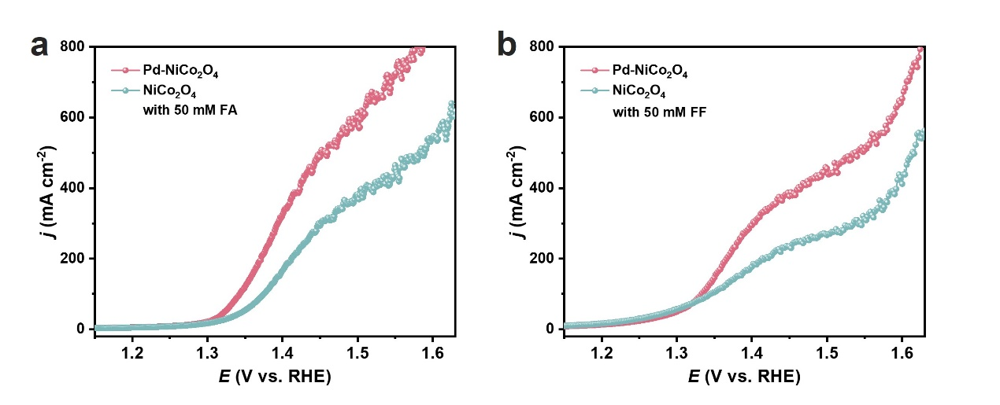 a
800
600
400
200
0
j (mA cm⁻²)
Pd-NiCo₂O₄
NiCo₂O₄
with 50 mM FA
1.2 1.3 1.4 1.5 1.6
E (V vs. RHE)
b
800
600
400
200
0
j (mA cm⁻²)
Pd-NiCo₂O₄
NiCo₂O₄
with 50 mM FF
1.2 1.3 1.4 1.5 1.6
E (V vs. RHE)